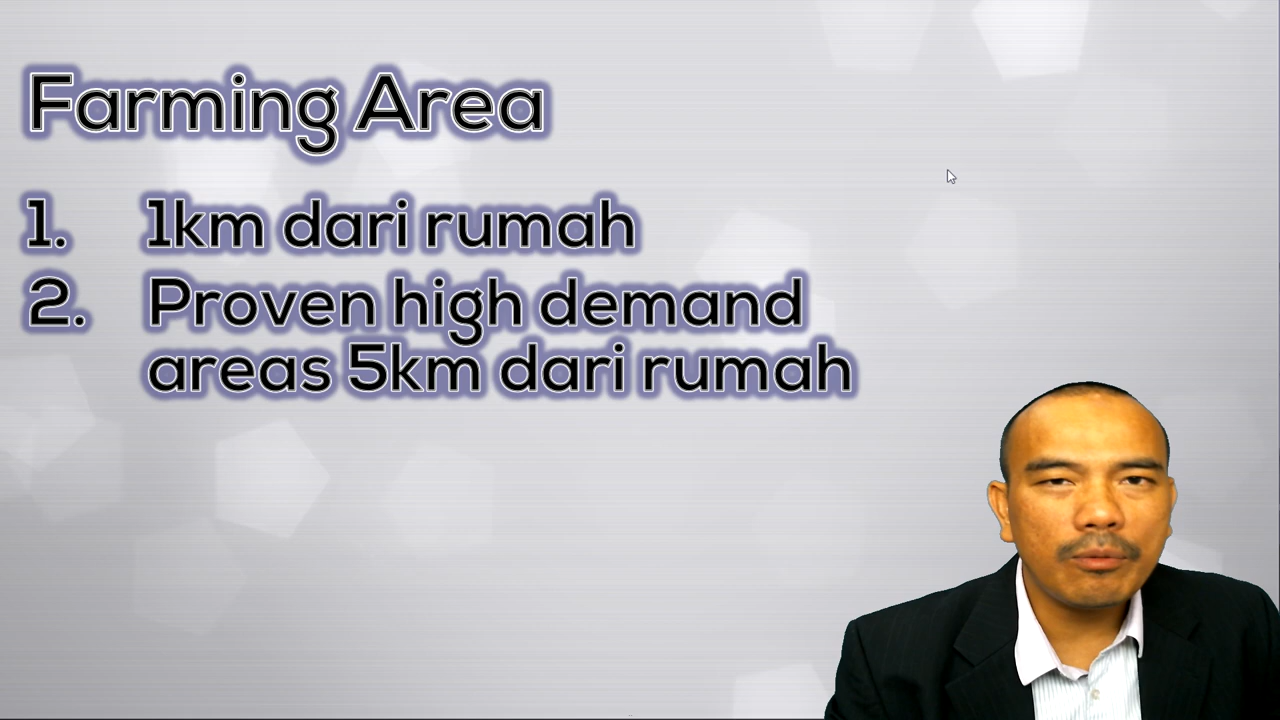 Farming Area
1. 1km dari rumah
2. Proven high demand
areas 5km dari rumah